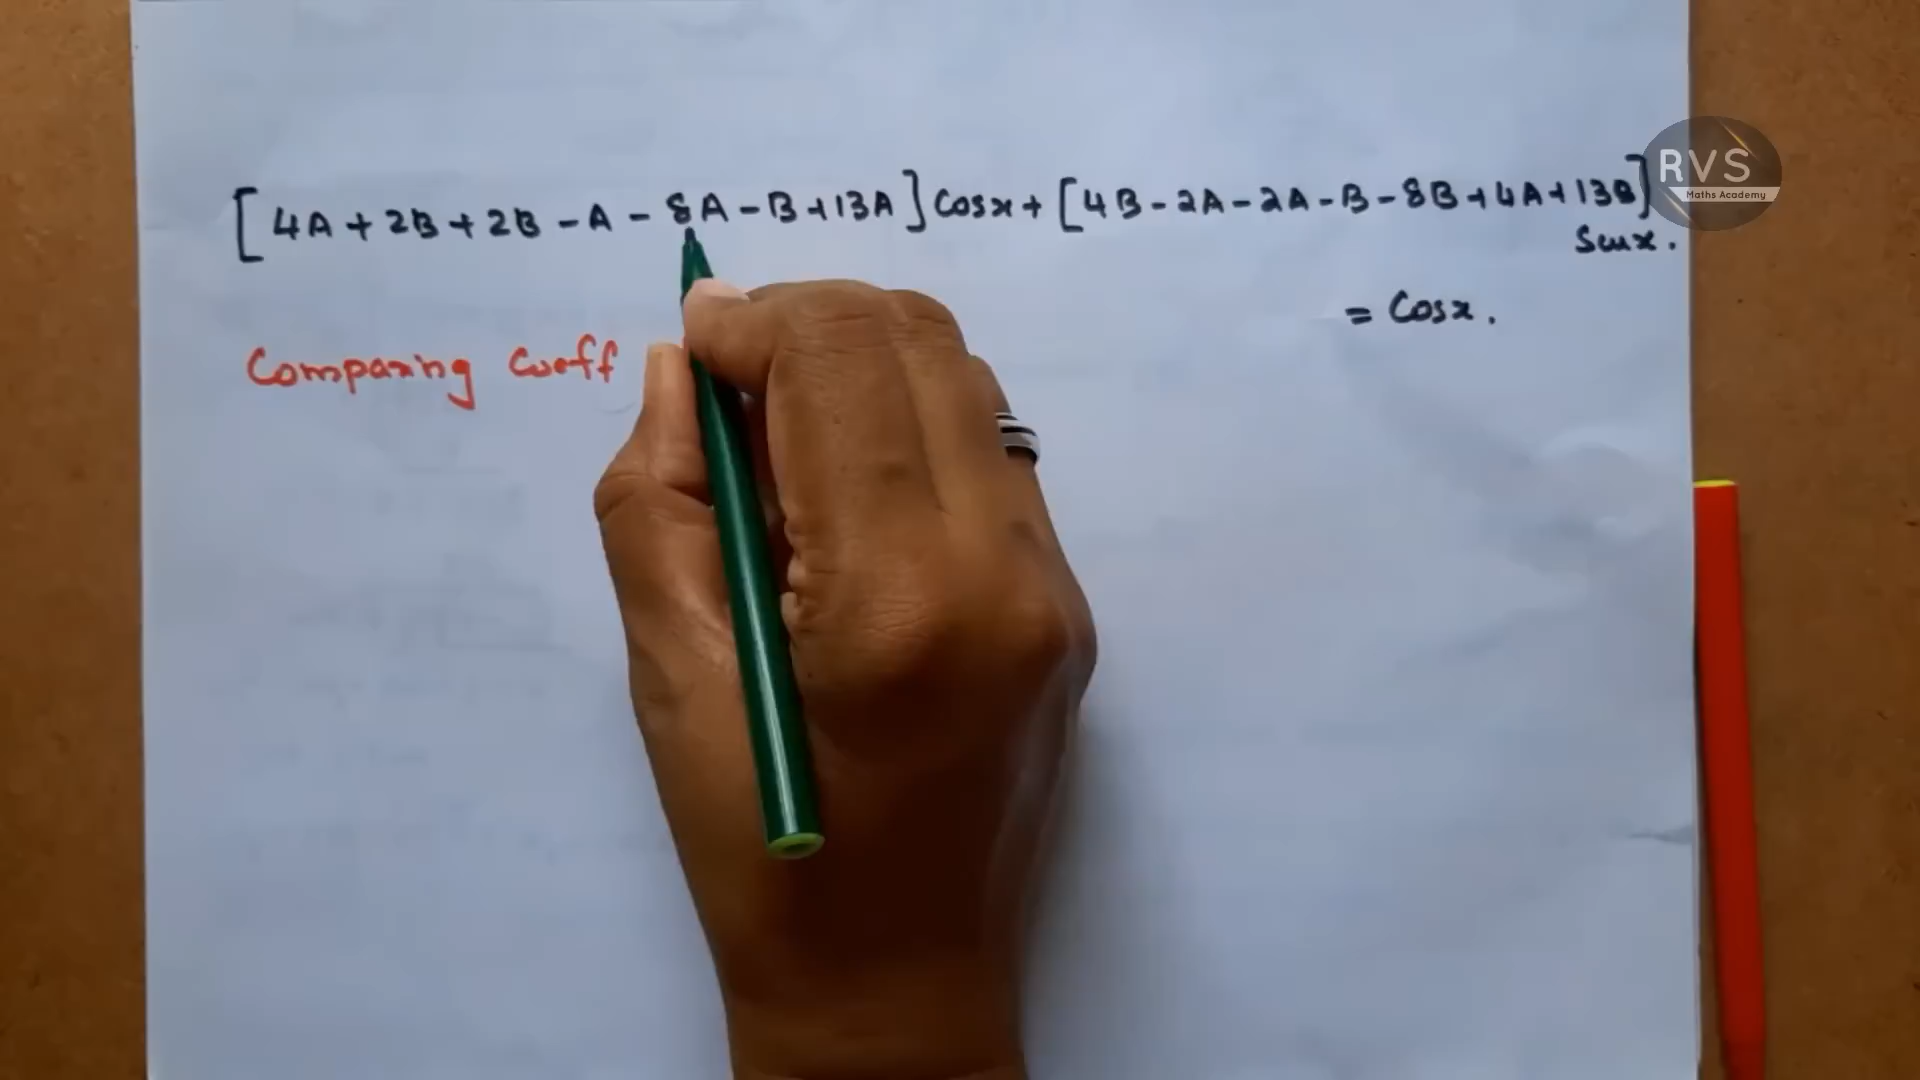 [4A + 2B + 2B - A - 8A - B + 13A] Cosx + [4B - 2A - 2A - B - 8B + 4A + 13B]
Sinx.
= Cosx.
Comparing Coeff
RVS
Maths Academy